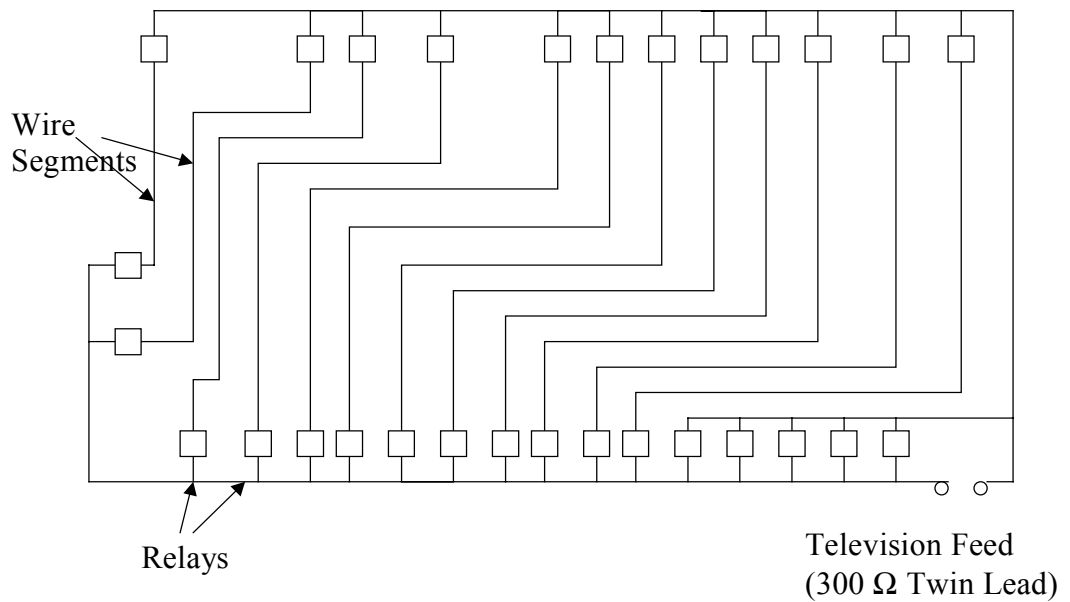 Wire
Segments
Relays
Television Feed
(300 Ω Twin Lead)